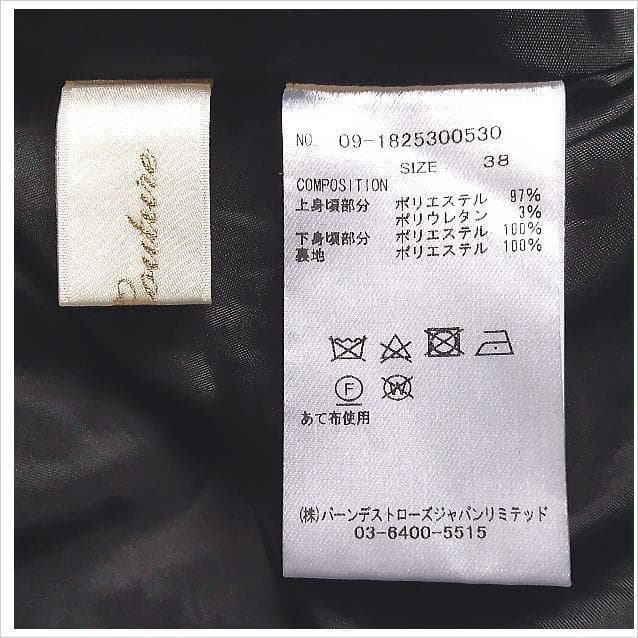 Couture
NO. 09-1825300530
SIZE 38
COMPOSITION
上身頃部分 ポリエステル 97%
ポリウレタン 3%
下身頃部分 ポリエステル 100%
裏地 ポリエステル 100%
F W
あて布使用
(株)バーンデストローズジャパンリミテッド
03-6400-5515